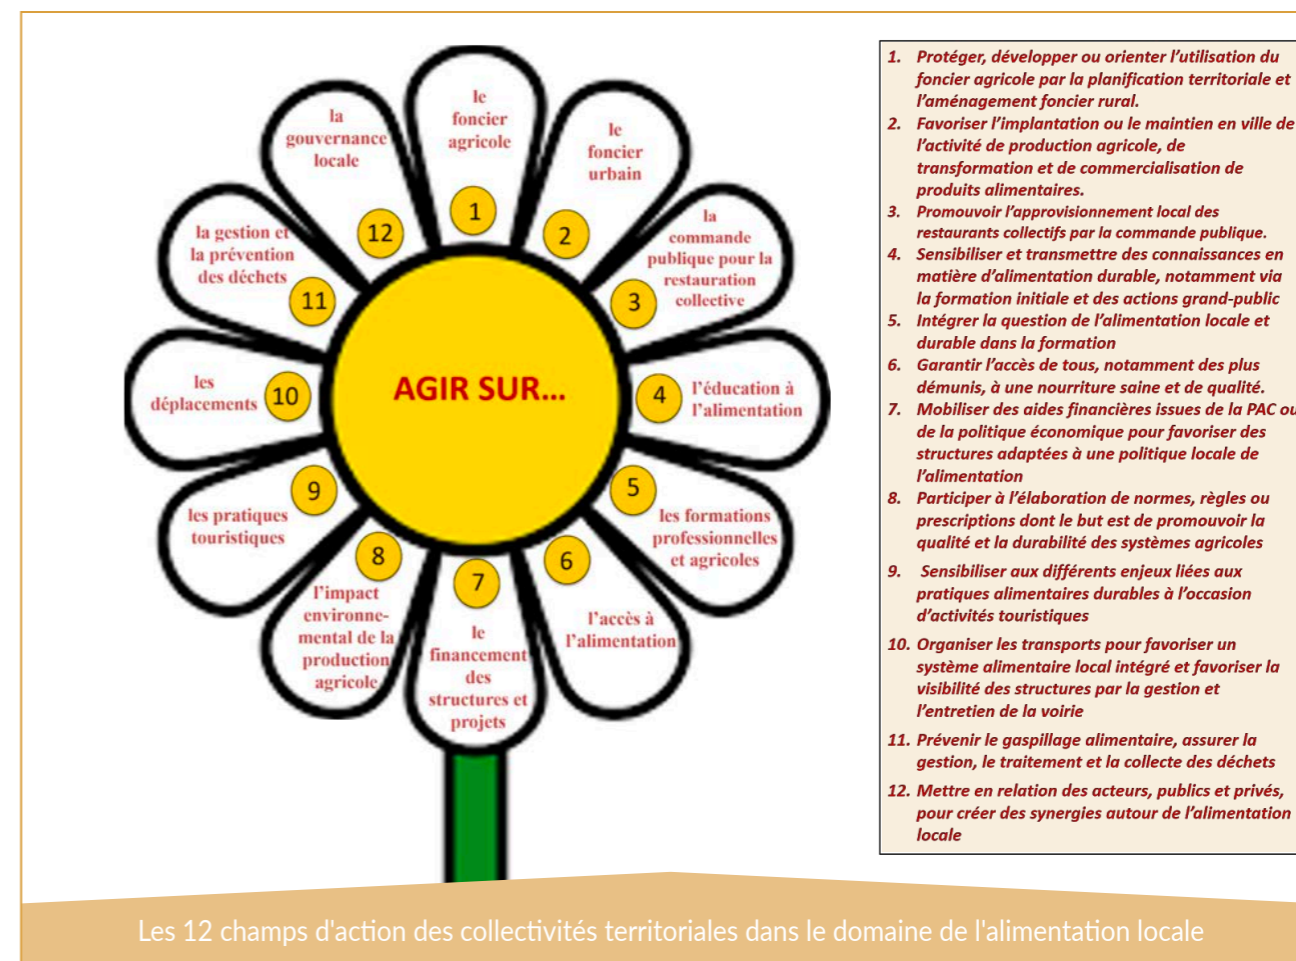 le
foncier
agricole
1
le
foncier
urbain
2
la
commande
publique pour la
restauration
collective
3
4
l'éducation à
l'alimentation
5
les formations
professionnelles
et agricoles
6
l'accès à
l'alimentation
7
le
financement
des
structures et
projets
8
l'impact
environne-
mental de la
production
agricole
9
les pratiques
touristiques
les
déplacements
10
la gestion et
la prévention
des déchets
11
la
gouvernance
locale
12
AGIR SUR...
1. Protéger, développer ou orienter l'utilisation du
foncier agricole par la planification territoriale et
l'aménagement foncier rural.
2. Favoriser l'implantation ou le maintien en ville de
l'activité de production agricole, de
transformation et de commercialisation de
produits alimentaires.
3. Promouvoir l'approvisionnement local des
restaurants collectifs par la commande publique.
4. Sensibiliser et transmettre des connaissances en
matière d'alimentation durable, notamment via
la formation initiale et des actions grand-public
5. Intégrer la question de l'alimentation locale et
durable dans la formation
6. Garantir l'accès de tous, notamment des plus
démunis, à une nourriture saine et de qualité.
7. Mobiliser des aides financières issues de la PAC ou
de la politique économique pour favoriser des
structures adaptées à une politique locale de
l'alimentation
8. Participer à l'élaboration de normes, règles ou
prescriptions dont le but est de promouvoir la
qualité et la durabilité des systèmes agricoles
9. Sensibiliser aux différents enjeux liées aux
pratiques alimentaires durables à l'occasion
d'activités touristiques
10. Organiser les transports pour favoriser un
système alimentaire local intégré et favoriser la
visibilité des structures par la gestion et
l'entretien de la voirie
11. Prévenir le gaspillage alimentaire, assurer la
gestion, le traitement et la collecte des déchets
12. Mettre en relation des acteurs, publics et privés,
pour créer des synergies autour de l'alimentation
locale
Les 12 champs d'action des collectivités territoriales dans le domaine de l'alimentation locale